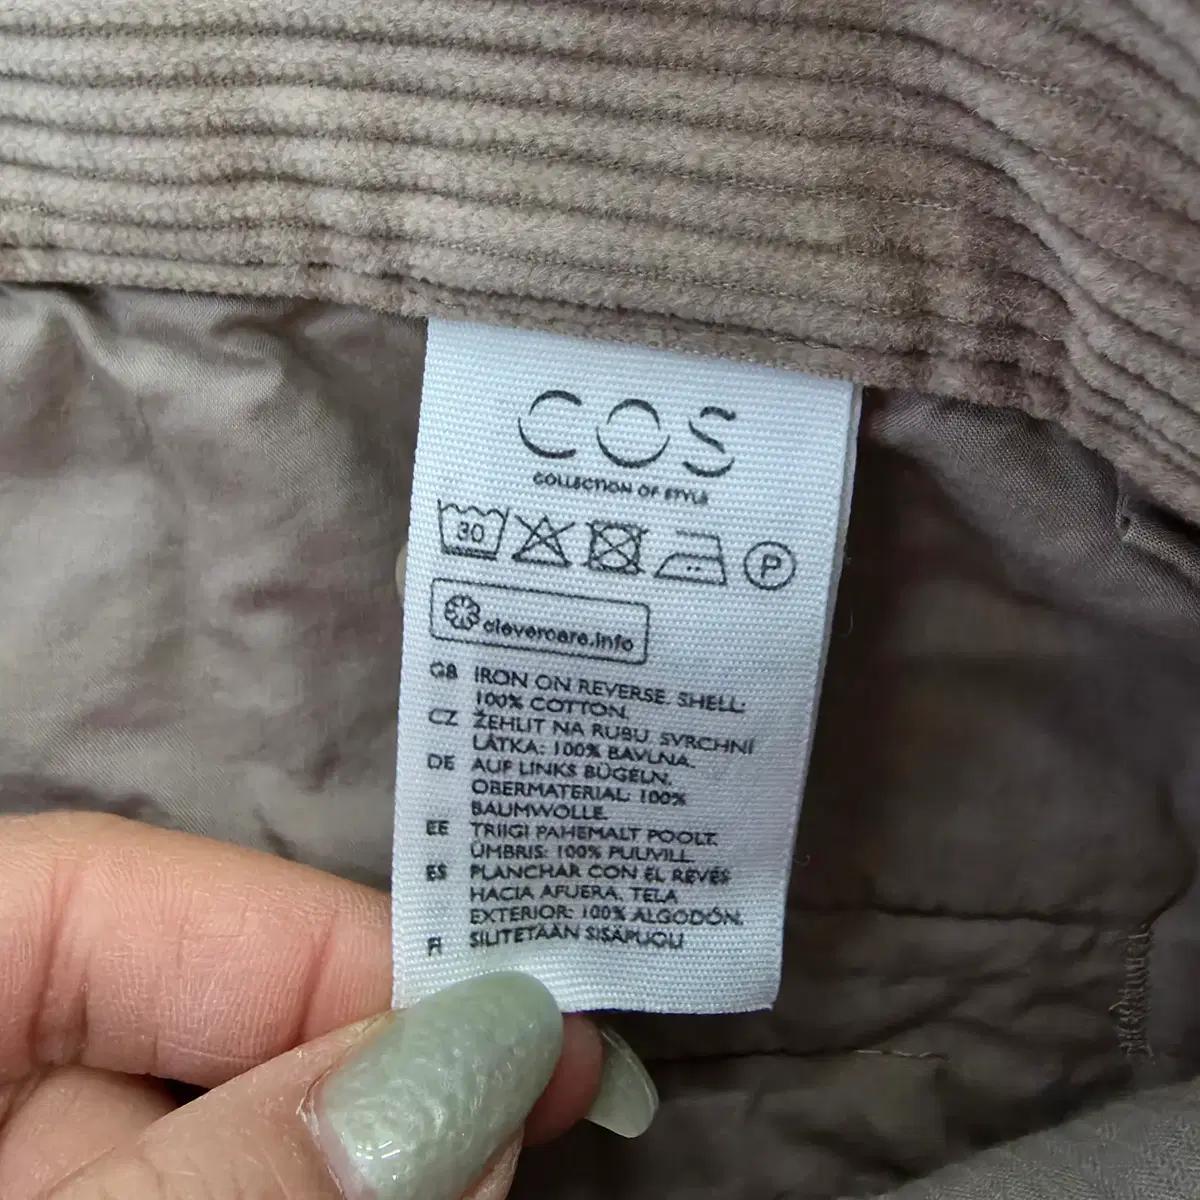 COS
COLLECTION OF STYLE
30
P
clevercare.info
GB IRON ON REVERSE. SHELL:
100% COTTON.
CZ ŽEHLIT NA RUBU. SVRCHNÍ
LÁTKA: 100% BAVLNA.
DE AUF LINKS BÜGELN.
OBERMATERIAL: 100%
BAUMWOLLE.
EE TRIIGI PAHEMALT POOLT.
ÜMBRIS: 100% PUUVILL.
ES PLANCHAR CON EL REVÉS
HACIA AFUERA. TELA
EXTERIOR: 100% ALGODÓN.
FI SILITETÄÄN SISÄPUOLI